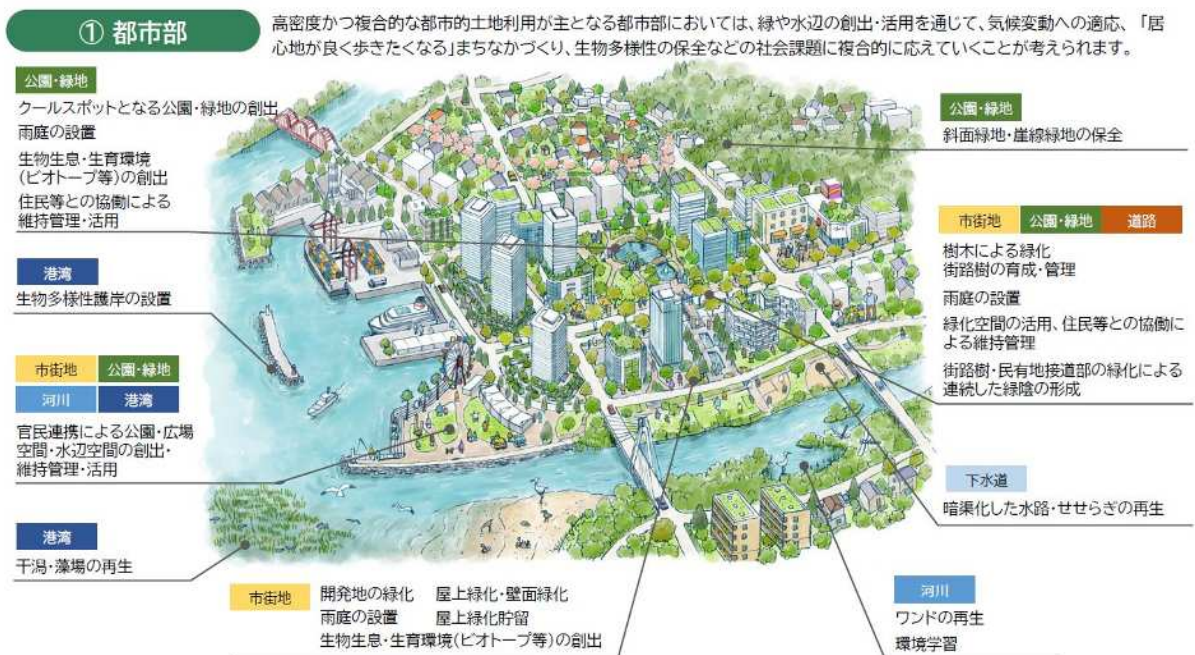 ① 都市部
高密度かつ複合的な都市的土地利用が主となる都市部においては、緑や水辺の創出・活用を通じて、気候変動への適応、「居
心地が良く歩きたくなる」まちなかづくり、生物多様性の保全などの社会課題に複合的に応えていくことが考えられます。
公園・緑地
クールスポットとなる公園・緑地の創出
雨庭の設置
生物生息・生育環境
(ビオトープ等)の創出
住民等との協働による
維持管理・活用
港湾
生物多様性護岸の設置
市街地 公園・緑地
河川 港湾
官民連携による公園・広場
空間・水辺空間の創出・
維持管理・活用
港湾
干潟・藻場の再生
市街地
開発地の緑化 屋上緑化・壁面緑化
雨庭の設置 屋上緑化貯留
生物生息・生育環境(ビオトープ等)の創出
公園・緑地
斜面緑地・崖線緑地の保全
市街地 公園・緑地 道路
樹木による緑化
街路樹の育成・管理
雨庭の設置
緑化空間の活用、住民等との協働に
よる維持管理
街路樹・民有地接道部の緑化による
連続した緑陰の形成
下水道
暗渠化した水路・せせらぎの再生
河川
ワンドの再生
環境学習